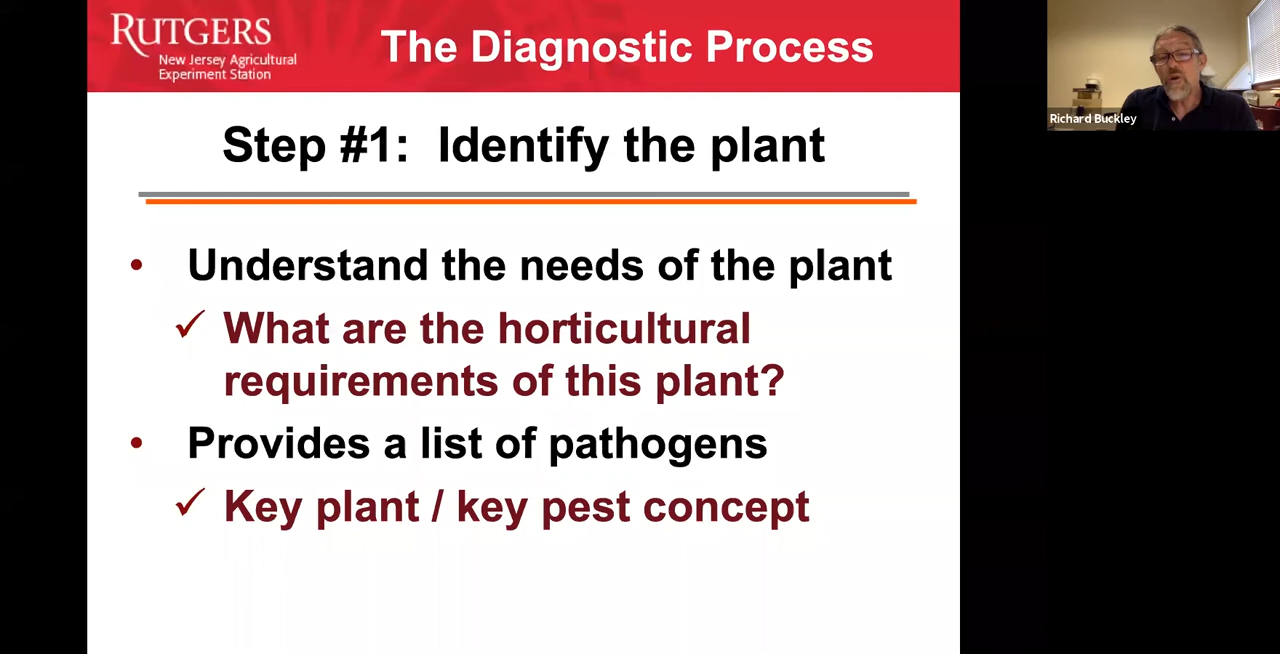 RUTGERS
New Jersey Agricultural
Experiment Station
The Diagnostic Process
Richard Buckley
Step #1: Identify the plant
• Understand the needs of the plant
✓ What are the horticultural
requirements of this plant?
• Provides a list of pathogens
✓ Key plant / key pest concept